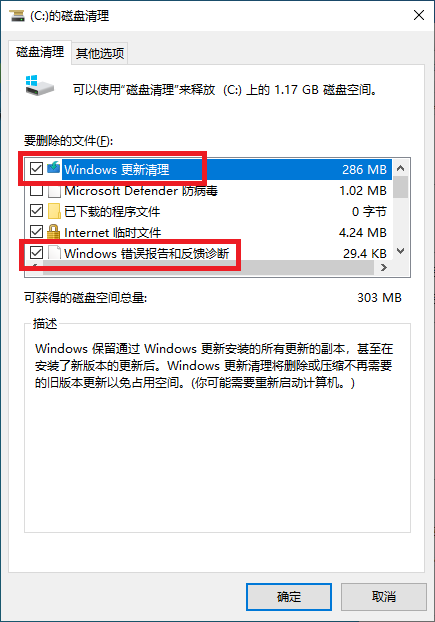 (C:)的磁盘清理
磁盘清理 其他选项
可以使用“磁盘清理”来释放 (C:) 上的 1.17 GB 磁盘空间。
要删除的文件(F):
Windows 更新清理 286 MB
Microsoft Defender 防病毒 1.02 MB
已下载的程序文件 0 字节
Internet 临时文件 4.24 MB
Windows 错误报告和反馈诊断 29.4 KB
可获得的磁盘空间总量: 303 MB
描述
Windows 保留通过 Windows 更新安装的所有更新的副本，甚至在
安装了新版本的更新后。Windows 更新清理将删除或压缩不再需要
的旧版本更新以免占用空间。(你可能需要重新启动计算机。)
确定 取消